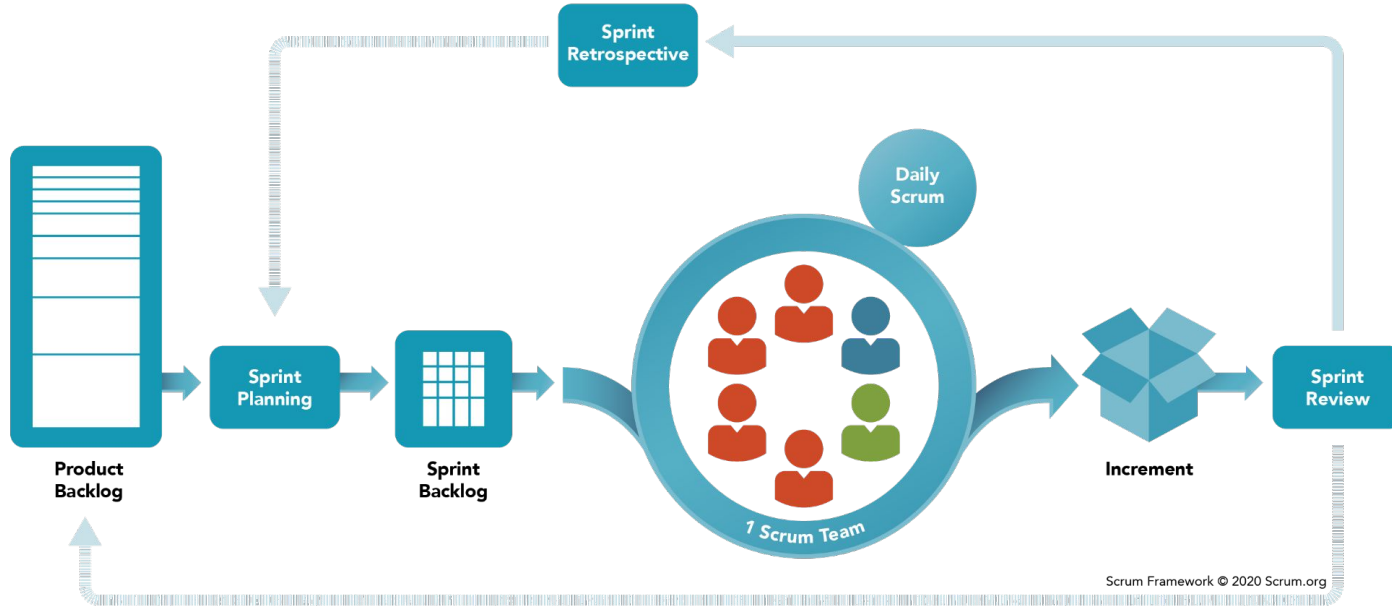 Sprint
Retrospective
Daily
Scrum
Sprint
Planning
Sprint
Review
Product
Backlog
Sprint
Backlog
Increment
1 Scrum Team
Scrum Framework © 2020 Scrum.org